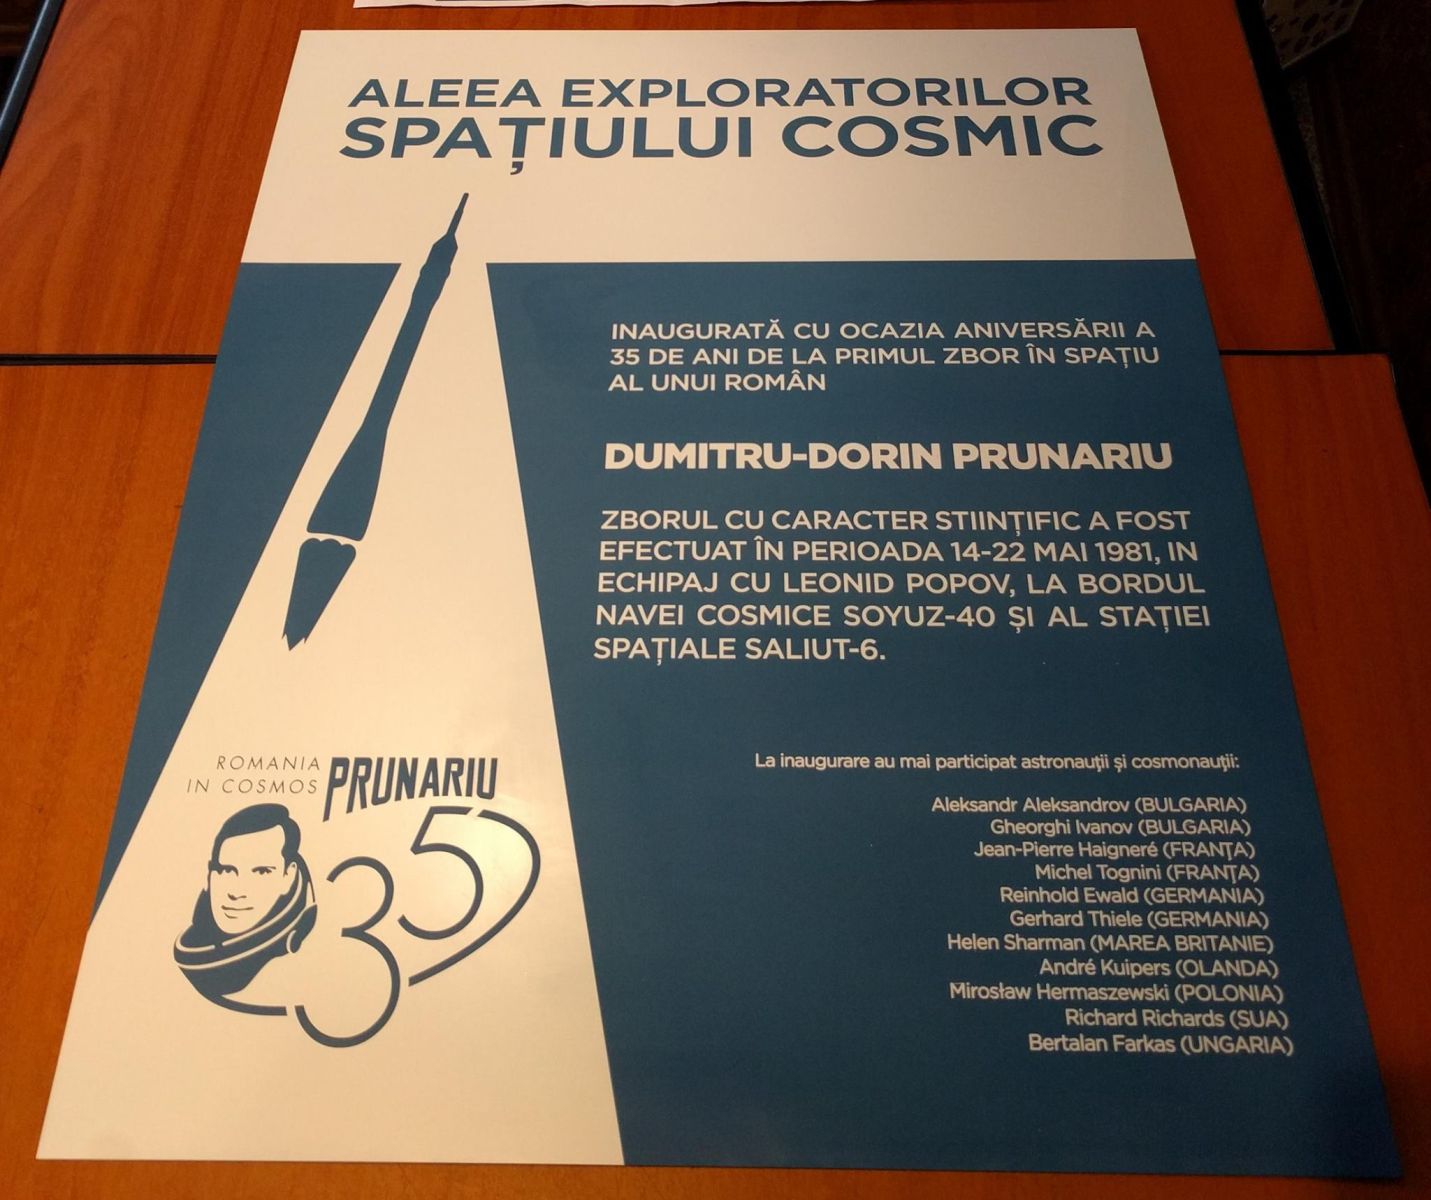 ALEEA EXPLORATORILOR
SPAȚIULUI COSMIC
INAUGURATĂ CU OCAZIA ANIVERSĂRII A
35 DE ANI DE LA PRIMUL ZBOR ÎN SPAȚIU
AL UNUI ROMÂN
DUMITRU-DORIN PRUNARIU
ZBORUL CU CARACTER STIINȚIFIC A FOST
EFECTUAT ÎN PERIOADA 14-22 MAI 1981, IN
ECHIPAJ CU LEONID POPOV, LA BORDUL
NAVEI COSMICE SOYUZ-40 ȘI AL STAȚIEI
SPAȚIALE SALIUT-6.
ROMANIA
IN COSMOS
PRUNARIU
35
La inaugurare au mai participat astronauții și cosmonauții:
Aleksandr Aleksandrov (BULGARIA)
Gheorghi Ivanov (BULGARIA)
Jean-Pierre Haigneré (FRANȚA)
Michel Tognini (FRANȚA)
Reinhold Ewald (GERMANIA)
Gerhard Thiele (GERMANIA)
Helen Sharman (MAREA BRITANIE)
André Kuipers (OLANDA)
Mirosław Hermaszewski (POLONIA)
Richard Richards (SUA)
Bertalan Farkas (UNGARIA)